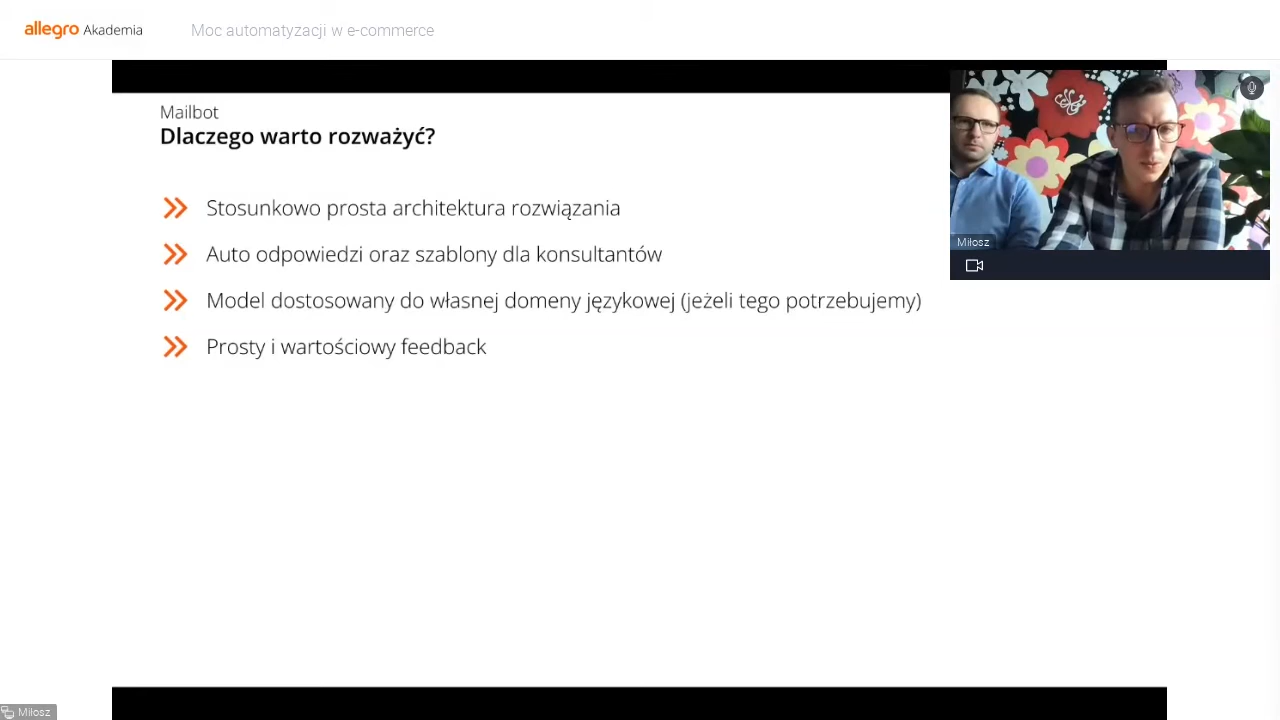 allegro Akademia
Moc automatyzacji w e-commerce
Mailbot
Dlaczego warto rozważyć?
Stosunkowo prosta architektura rozwiązania
Auto odpowiedzi oraz szablony dla konsultantów
Model dostosowany do własnej domeny językowej (jeżeli tego potrzebujemy)
Prosty i wartościowy feedback
Miłosz
Miłosz